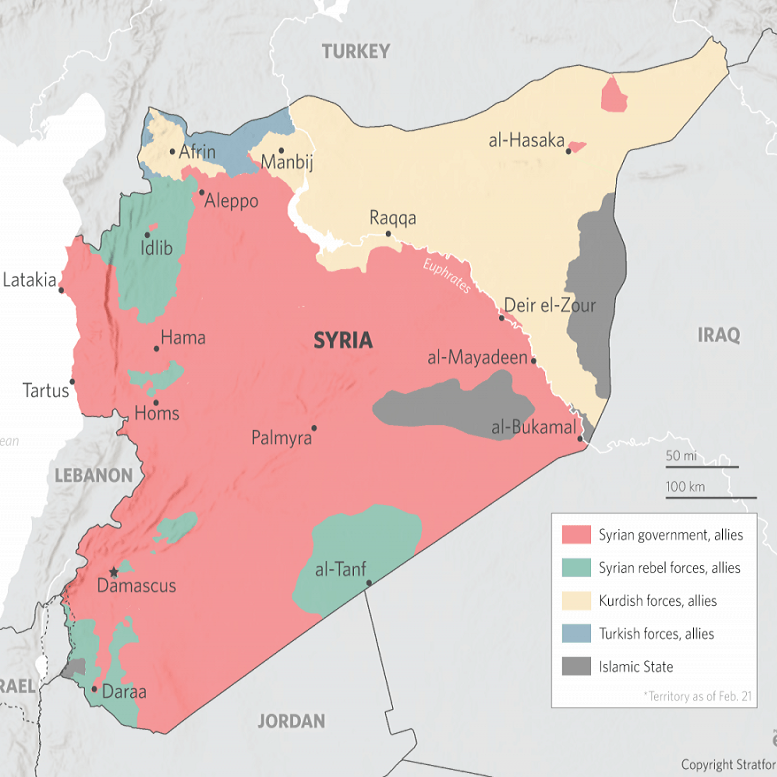 TURKEY
al-Hasaka
Afrin
Manbij
Aleppo
Raqqa
Idlib
Euphrates
Latakia
Deir el-Zour
Hama
SYRIA
IRAQ
al-Mayadeen
Tartus
Homs
al-Bukamal
Palmyra
ean
50 mi
LEBANON
100 km
Syrian government, allies
Syrian rebel forces, allies
al-Tanf
Damascus
Kurdish forces, allies
Turkish forces, allies
Islamic State
RAEL
Daraa
*Territory as of Feb. 21
JORDAN
Copyright Stratfor